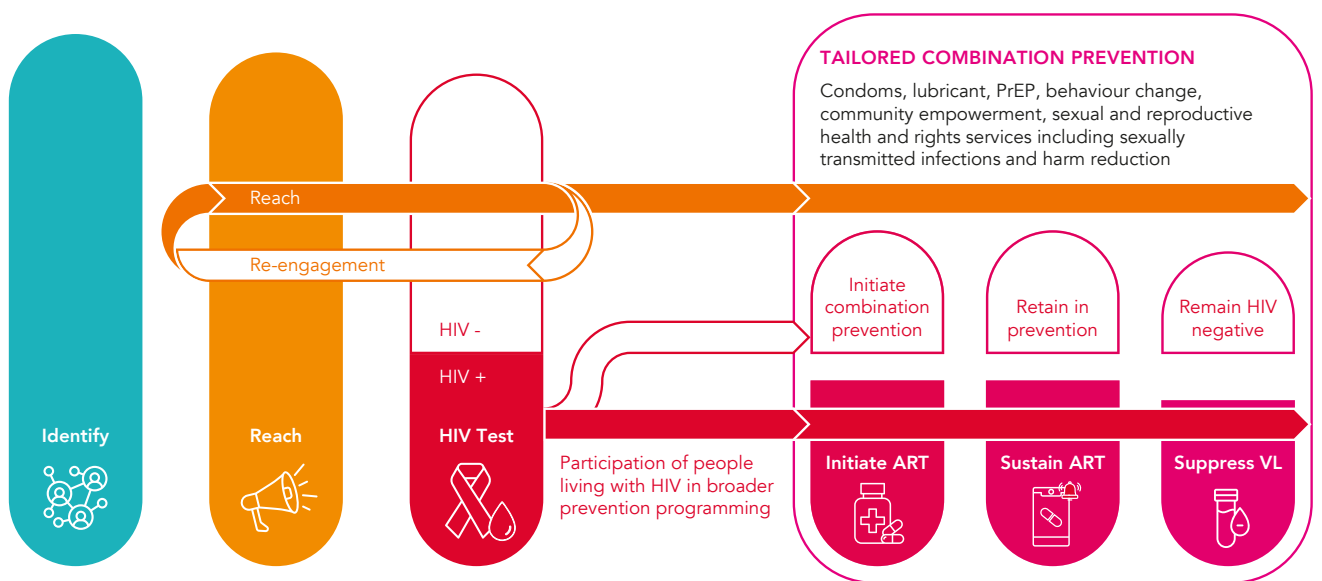 TAILORED COMBINATION PREVENTION
Condoms, lubricant, PrEP, behaviour change,
community empowerment, sexual and reproductive
health and rights services including sexually
transmitted infections and harm reduction
Reach
Re-engagement
Initiate
combination
prevention
Retain in
prevention
Remain HIV
negative
HIV -
HIV +
Identify
Reach
HIV Test
Participation of people
living with HIV in broader
prevention programming
Initiate ART
Sustain ART
Suppress VL